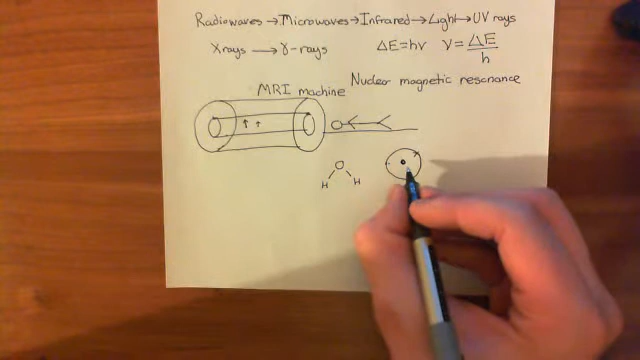 Radiowaves→Microwaves→Infrared→Light→UV rays
Xrays→γ-rays ΔE=hν ν=ΔE/h
Nuclear magnetic resonance
MRI machine
O
H H